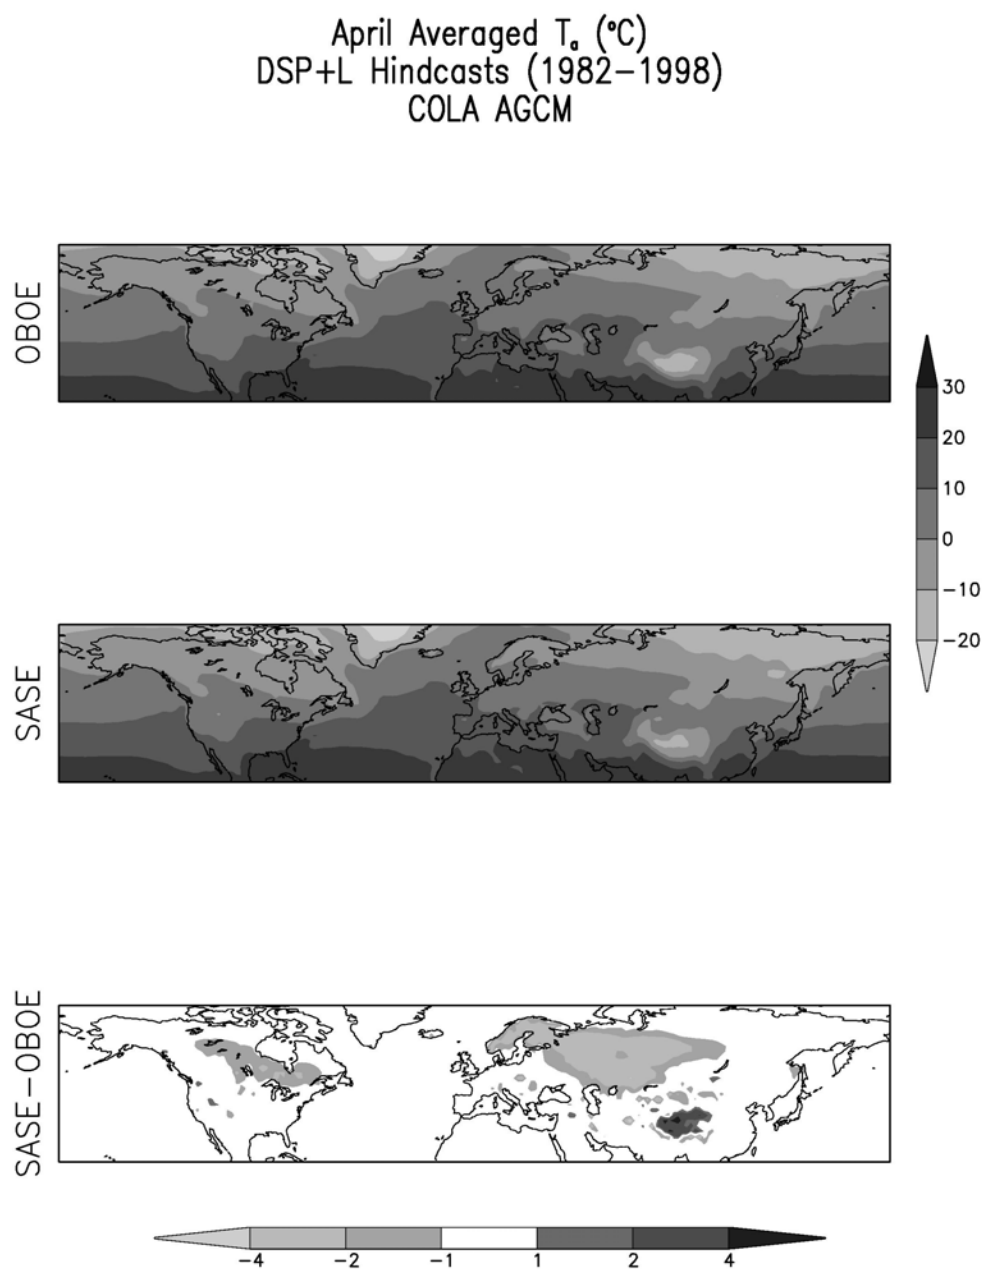 April Averaged Tₐ (°C)
DSP+L Hindcasts (1982−1998)
COLA AGCM
OBOE
30
20
10
0
−10
−20
SASE
SASE−OBOE
−4 −2 −1 1 2 4